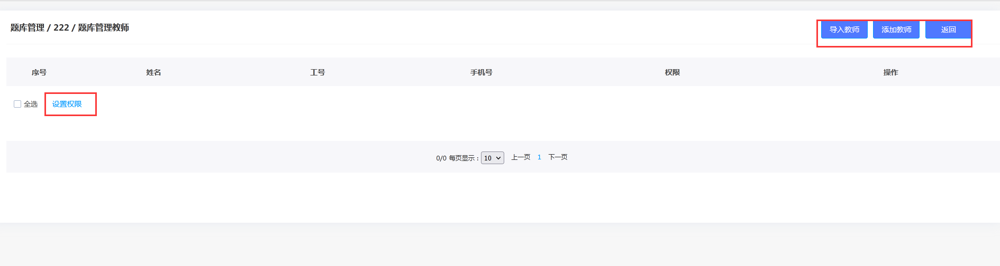 题库管理 / 222 / 题库管理教师
导入教师 添加教师 返回
序号 姓名 工号 手机号 权限 操作
全选 设置权限
0/0 每页显示 : 10 上一页 1 下一页